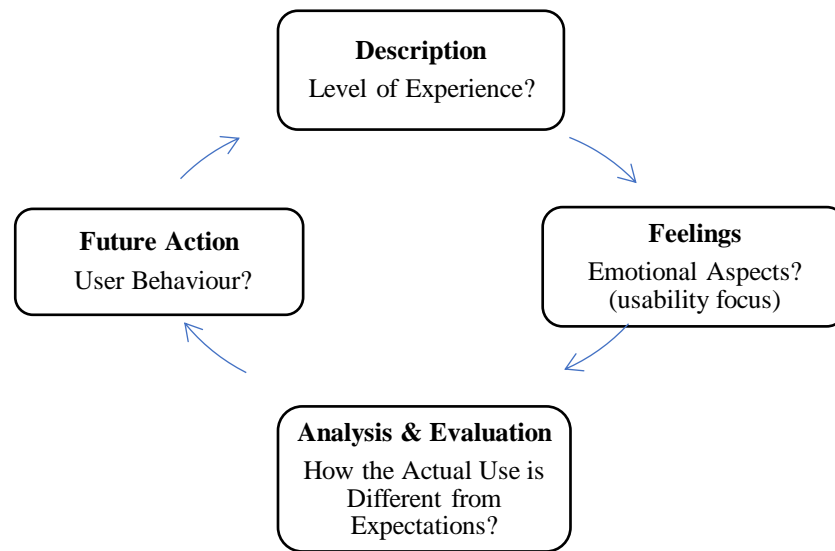 Description
Level of Experience?
Feelings
Emotional Aspects?
(usability focus)
Analysis & Evaluation
How the Actual Use is
Different from
Expectations?
Future Action
User Behaviour?